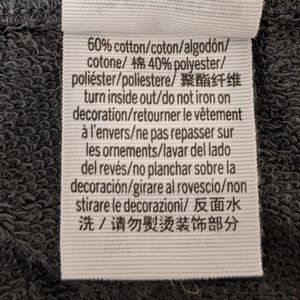 60% cotton/coton/algodón/
cotone/ 棉 40% polyester/
poliéster/poliestere/ 聚酯纤维
turn inside out/do not iron on
decoration/retourner le vêtement
à l'envers/ne pas repasser sur
les ornements/lavar del lado
del revés/no planchar sobre la
decoración/girare al rovescio/non
stirare le decorazioni/ 反面水
洗 / 请勿熨烫装饰部分